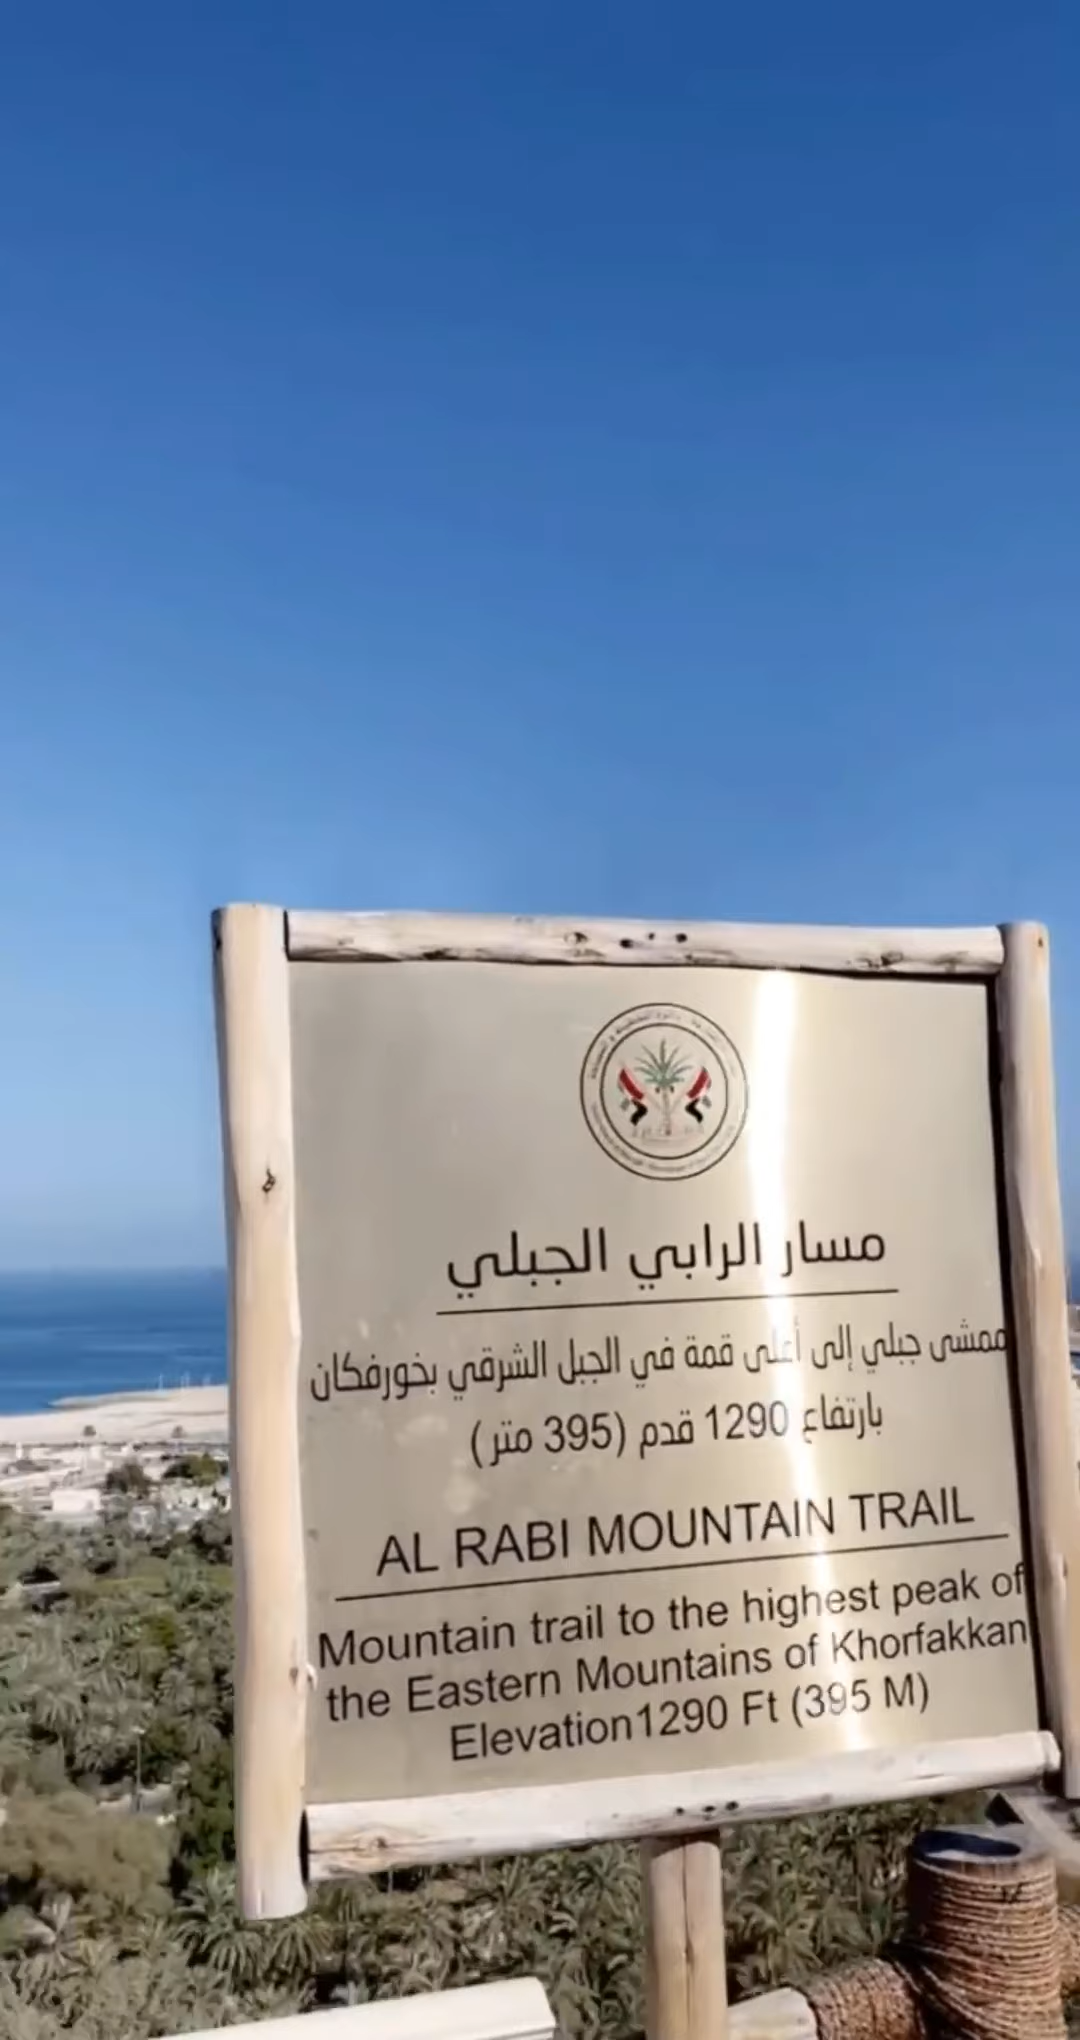 مسار الرابي الجبلي
ممشى جبلي إلى أعلى قمة في الجبل الشرقي بخورفكان
بارتفاع 1290 قدم (395 متر)
AL RABI MOUNTAIN TRAIL
Mountain trail to the highest peak of
the Eastern Mountains of Khorfakkan
Elevation1290 Ft (395 M)